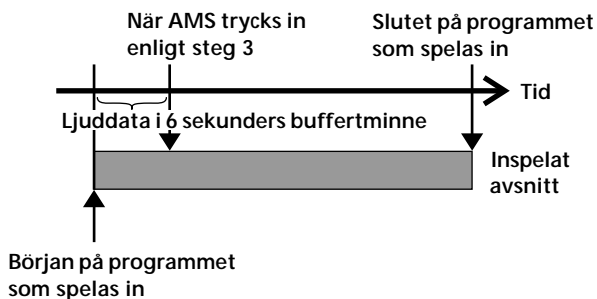 När AMS trycks in
enligt steg 3
Slutet på programmet
som spelas in
Tid
Ljuddata i 6 sekunders buffertminne
Inspelat
avsnitt
Början på programmet
som spelas in